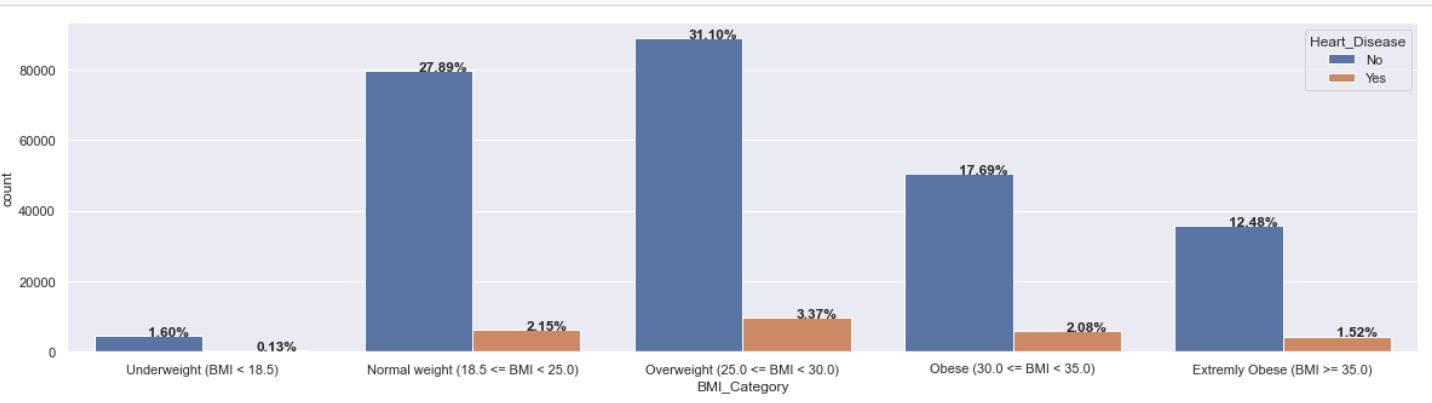 31.10%
Heart_Disease
No
Yes
27.89%
80000
60000
17.69%
count
40000
12.48%
20000
3.37%
2.15%
2.08%
1.60%
1.52%
0.13%
0
Underweight (BMI < 18.5)
Normal weight (18.5 <= BMI < 25.0)
Overweight (25.0 <= BMI < 30.0)
Obese (30.0 <= BMI < 35.0)
Extremly Obese (BMI >= 35.0)
BMI_Category